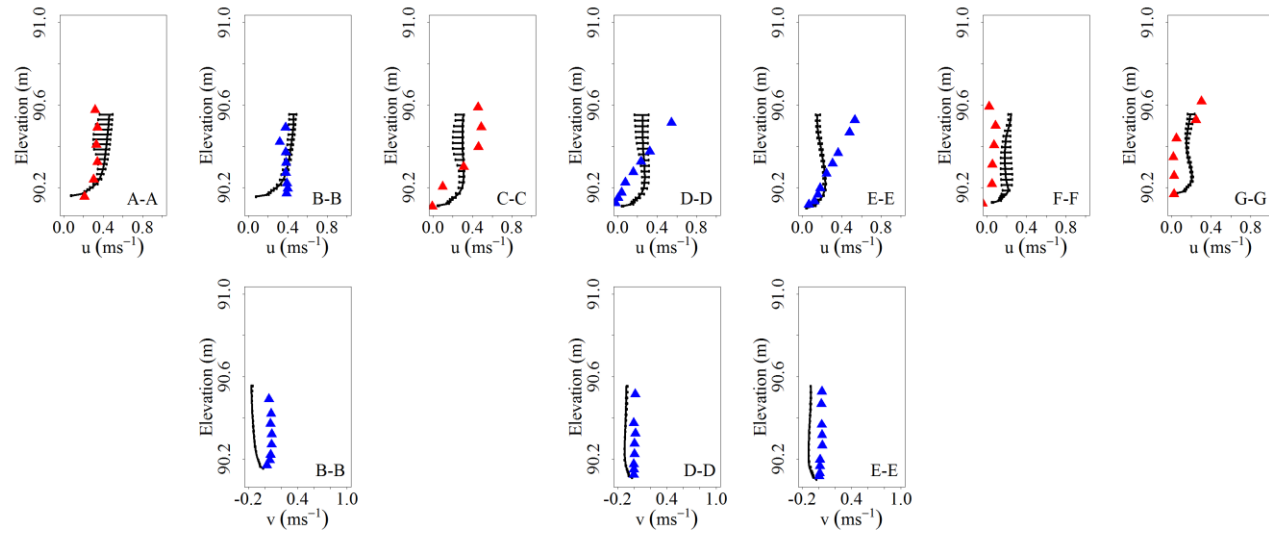 Elevation (m)
90.2 90.6 91.0
A-A
0.0 0.4 0.8
u (ms⁻¹)
Elevation (m)
90.2 90.6 91.0
B-B
0.0 0.4 0.8
u (ms⁻¹)
Elevation (m)
90.2 90.6 91.0
C-C
0.0 0.4 0.8
u (ms⁻¹)
Elevation (m)
90.2 90.6 91.0
D-D
0.0 0.4 0.8
u (ms⁻¹)
Elevation (m)
90.2 90.6 91.0
E-E
0.0 0.4 0.8
u (ms⁻¹)
Elevation (m)
90.2 90.6 91.0
F-F
0.0 0.4 0.8
u (ms⁻¹)
Elevation (m)
90.2 90.6 91.0
G-G
0.0 0.4 0.8
u (ms⁻¹)
Elevation (m)
90.2 90.6 91.0
B-B
-0.2 0.4 1.0
v (ms⁻¹)
Elevation (m)
90.2 90.6 91.0
D-D
-0.2 0.4 1.0
v (ms⁻¹)
Elevation (m)
90.2 90.6 91.0
E-E
-0.2 0.4 1.0
v (ms⁻¹)